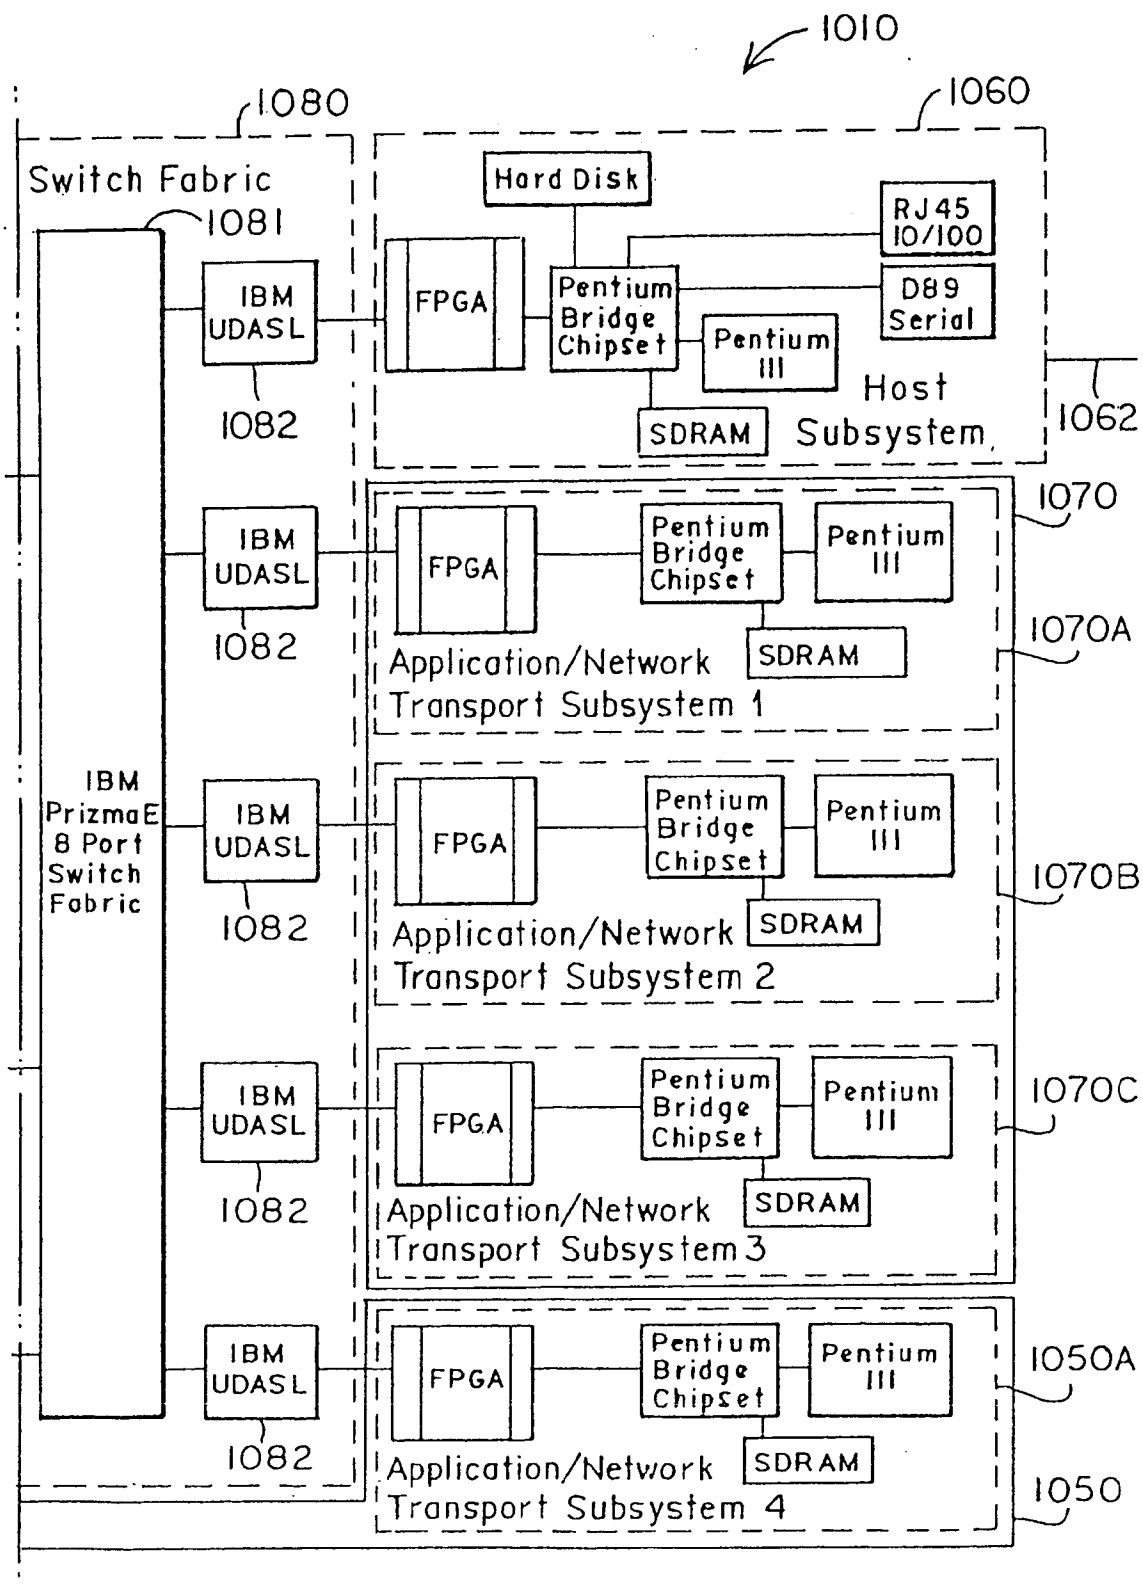 1010
1080
1060
Switch Fabric
1081
Hard Disk
RJ45
10/100
IBM
UDASL
FPGA
Pentium
Bridge
Chipset
D89
Serial
Pentium
III
1082
SDRAM
Host
Subsystem
1062
1070
IBM
UDASL
FPGA
Pentium
Bridge
Chipset
Pentium
III
1082
SDRAM
1070A
Application/Network
Transport Subsystem 1
IBM
PrizmaE
8 Port
Switch
Fabric
IBM
UDASL
FPGA
Pentium
Bridge
Chipset
Pentium
III
1070B
1082
SDRAM
Application/Network
Transport Subsystem 2
IBM
UDASL
FPGA
Pentium
Bridge
Chipset
Pentium
III
1070C
1082
SDRAM
Application/Network
Transport Subsystem 3
IBM
UDASL
FPGA
Pentium
Bridge
Chipset
Pentium
III
1050A
1082
SDRAM
Application/Network
Transport Subsystem 4
1050